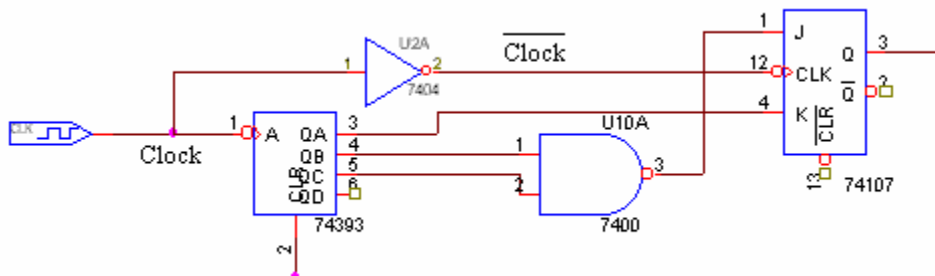 U2A
1
2
7404
Clock
CLK
Clock
1
A
QA
QB
QC
QD
CLR
3
4
5
6
2
74393
1
2
3
U10A
7400
1
12
4
J
CLK
K
CLR
Q
Q
3
2
13
74107